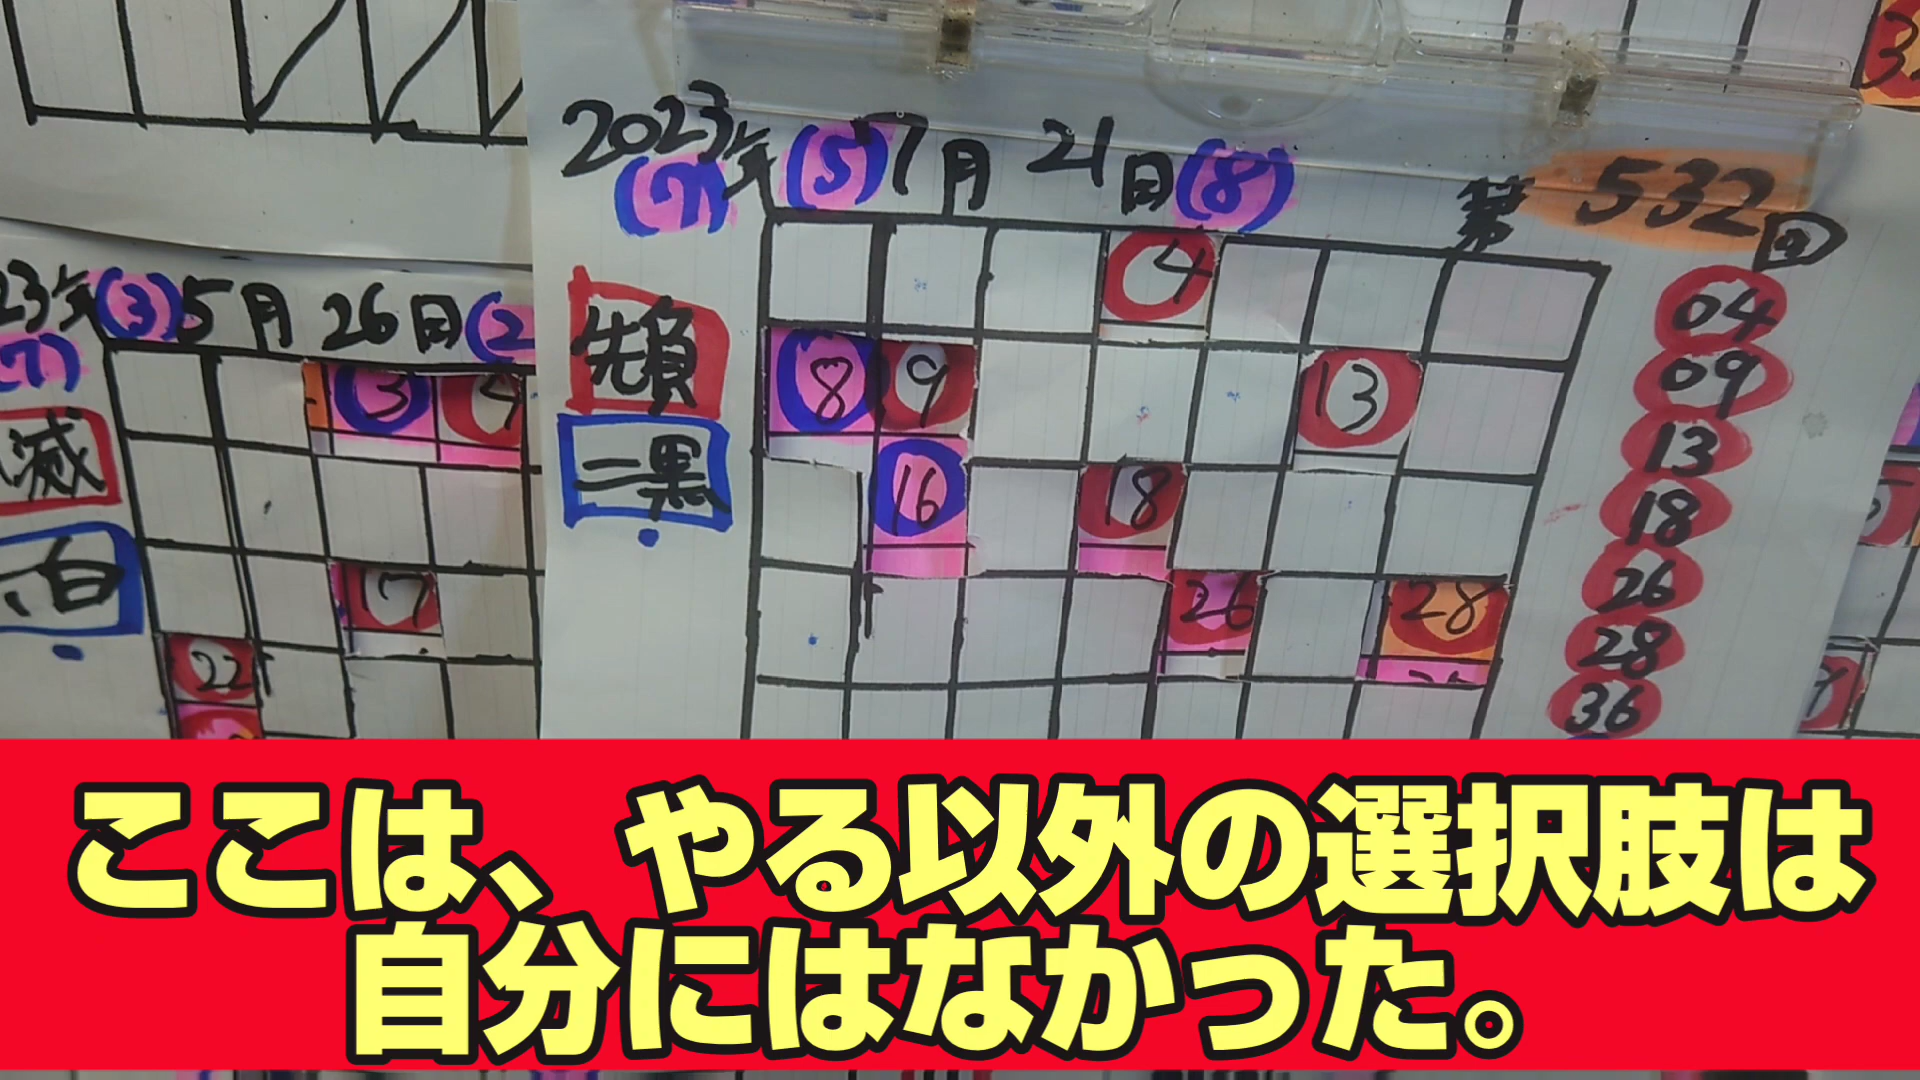 2023年(5)7月21日(8)
(7)
第532回
先負
二黒
4
8 9 13
16 18
26 28
04
09
13
18
26
28
36
23年(3)5月26日(2
(7)
滅
六白
3 4
17
22
ここは、やる以外の選択肢は
自分にはなかった。